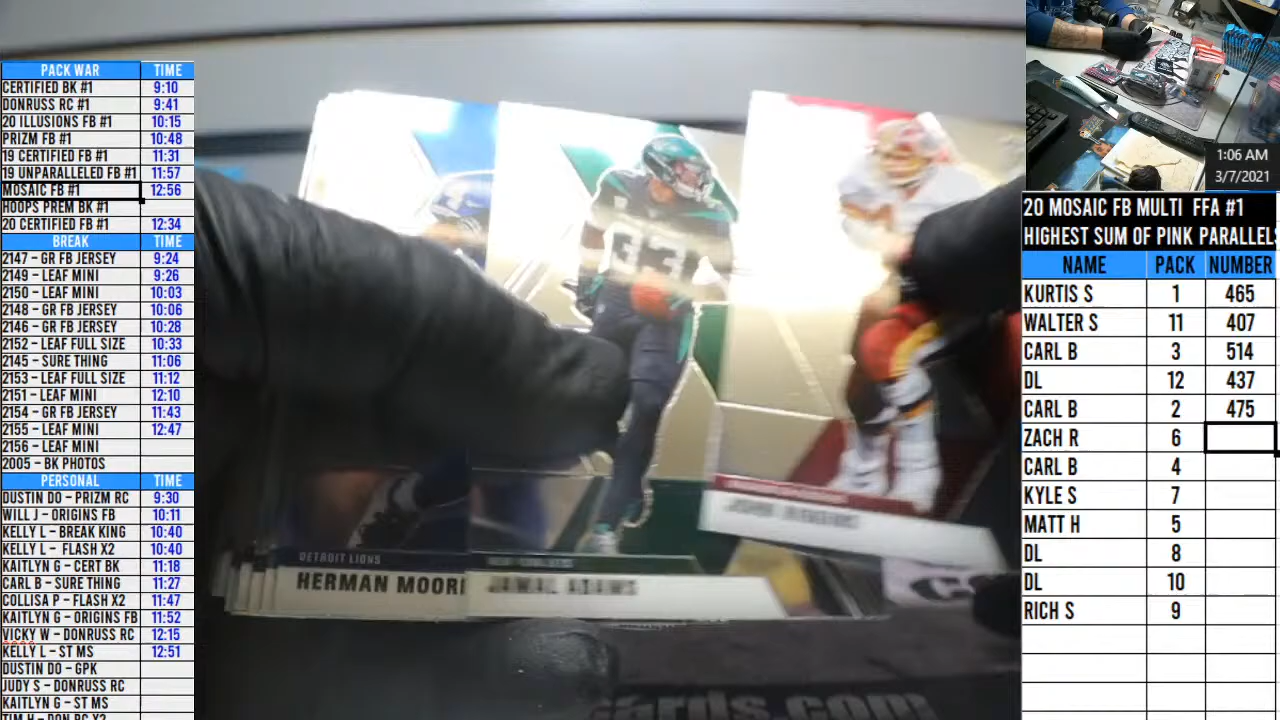 PACK WAR TIME
CERTIFIED BK #1 9:10
DONRUSS RC #1 9:41
20 ILLUSIONS FB #1 10:15
PRIZM FB #1 10:48
19 CERTIFIED FB #1 11:31
19 UNPARALLELED FB #1 11:57
MOSAIC FB #1 12:56
HOOPS PREM BK #1
20 CERTIFIED FB #1 12:34
BREAK TIME
2147 - GR FB JERSEY 9:24
2149 - LEAF MINI 9:26
2150 - LEAF MINI 10:03
2148 - GR FB JERSEY 10:06
2146 - GR FB JERSEY 10:28
2152 - LEAF FULL SIZE 10:33
2145 - SURE THING 11:06
2153 - LEAF FULL SIZE 11:12
2151 - LEAF MINI 12:10
2154 - GR FB JERSEY 11:43
2155 - LEAF MINI 12:47
2156 - LEAF MINI
2005 - BK PHOTOS
PERSONAL TIME
DUSTIN DO - PRIZM RC 9:30
WILL J - ORIGINS FB 10:11
KELLY L - BREAK KING 10:40
KELLY L - FLASH X2 10:40
KAITLYN G - CERT BK 11:18
CARL B - SURE THING 11:27
COLLISA P - FLASH X2 11:47
KAITLYN G - ORIGINS FB 11:52
VICKY W - DONRUSS RC 12:15
KELLY L - ST MS 12:51
DUSTIN DO - GPK
JUDY S - DONRUSS RC
KAITLYN G - ST MS
TIM H - DON RC X2
33
DETROIT LIONS
HERMAN MOORE
JAMAL ADAMS
JOHN RIGGINS
ards.com
1:06 AM
3/7/2021
20 MOSAIC FB MULTI FFA #1
HIGHEST SUM OF PINK PARALLELS
NAME PACK NUMBER
KURTIS S 1 465
WALTER S 11 407
CARL B 3 514
DL 12 437
CARL B 2 475
ZACH R 6
CARL B 4
KYLE S 7
MATT H 5
DL 8
DL 10
RICH S 9